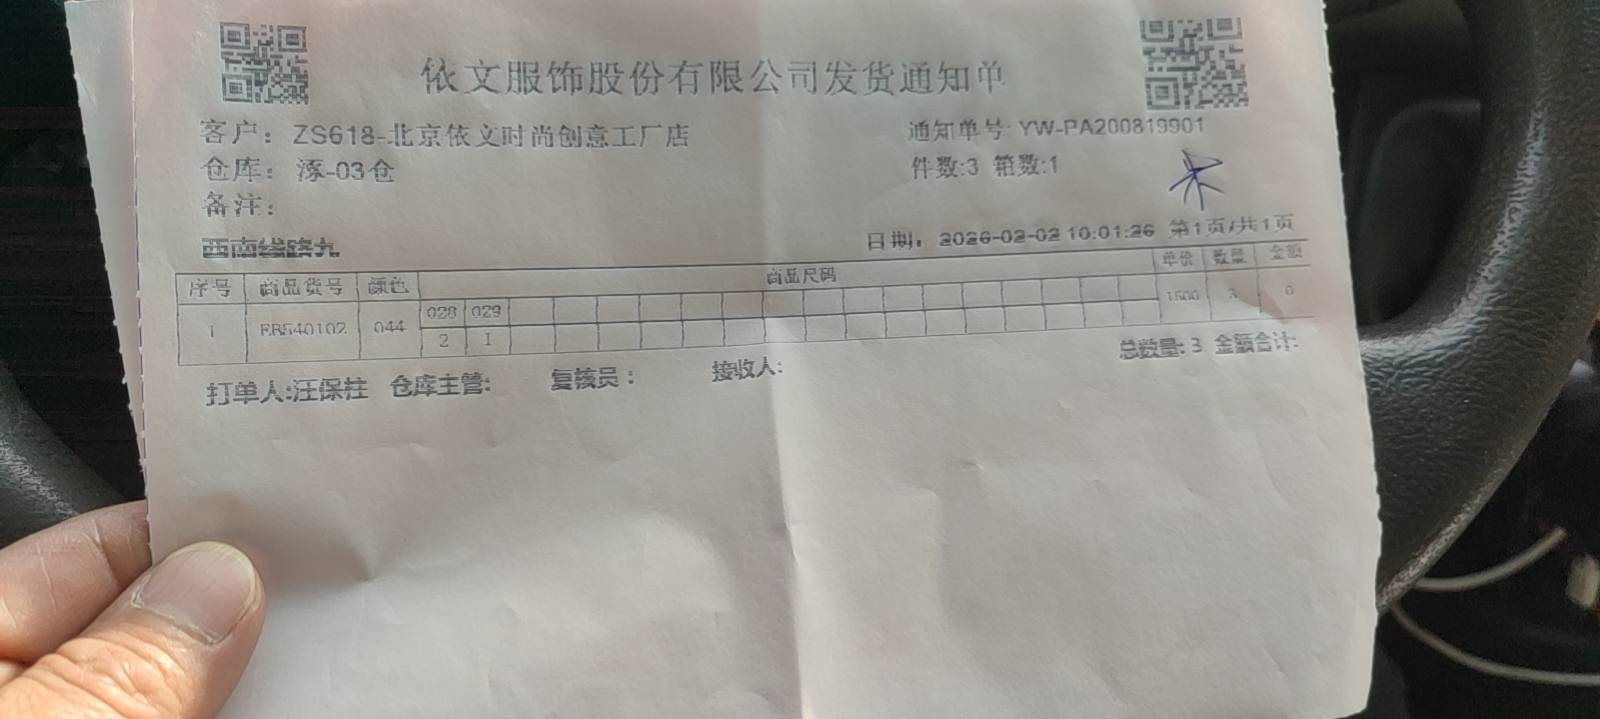 依文服饰股份有限公司发货通知单
客户：ZS618-北京依文时尚创意工厂店 通知单号:YW-PA200819901
仓库：涿-03仓 件数:3 箱数:1
备注：
西南线路九 日期：2026-02-02 10:01:26 第1页/共1页
序号 商品货号 颜色 商品尺码 单价 数量 金额
028 029
1 044 1500 3 0
2 1
总数量:3 金额合计:
打单人:汪保柱 仓库主管: 复核员： 接收人: